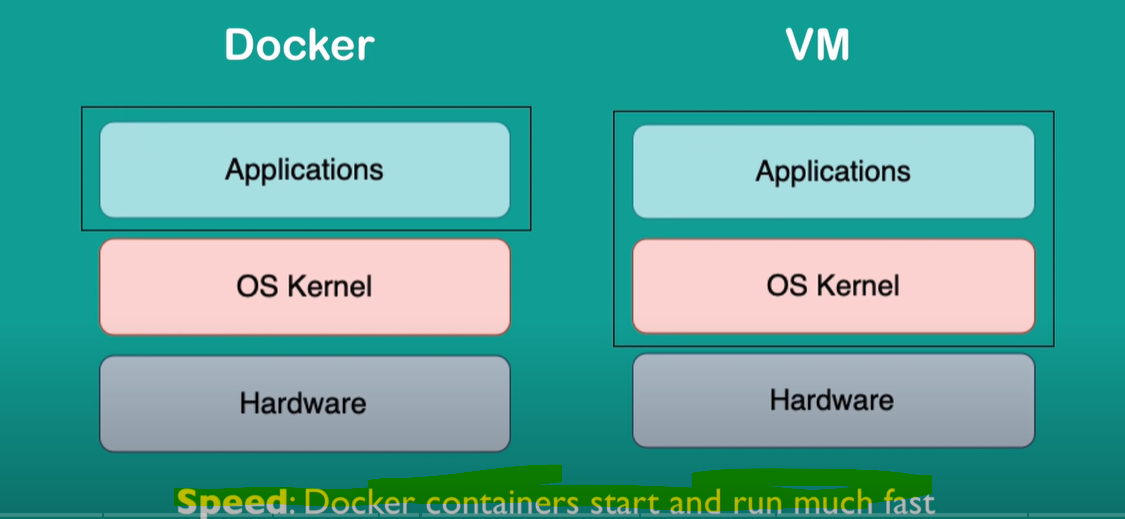 Docker VM
Applications Applications
OS Kernel OS Kernel
Hardware Hardware
Speed: Docker containers start and run much fast